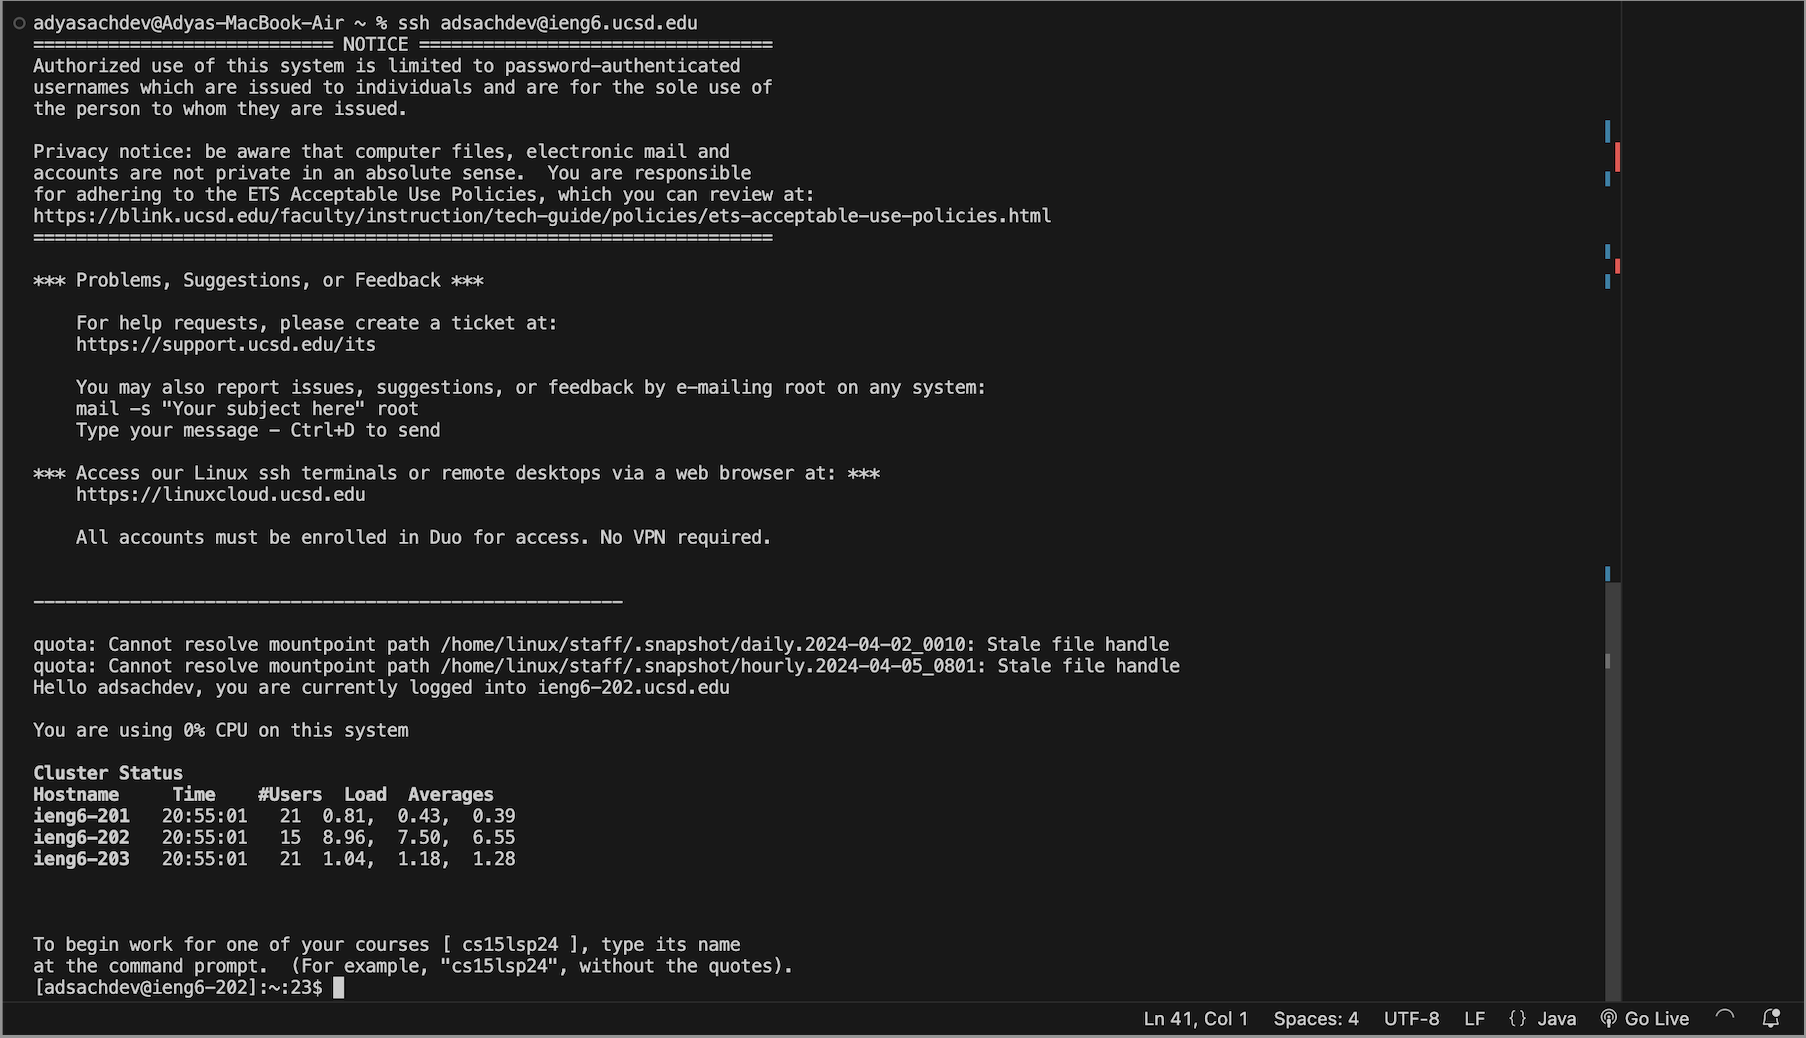 adyasachdev@Adyas-MacBook-Air ~ % ssh adsachdev@ieng6.ucsd.edu
============================ NOTICE =================================
Authorized use of this system is limited to password-authenticated
usernames which are issued to individuals and are for the sole use of
the person to whom they are issued.

Privacy notice: be aware that computer files, electronic mail and
accounts are not private in an absolute sense.  You are responsible
for adhering to the ETS Acceptable Use Policies, which you can review at:
https://blink.ucsd.edu/faculty/instruction/tech-guide/policies/ets-acceptable-use-policies.html
=====================================================================

*** Problems, Suggestions, or Feedback ***

    For help requests, please create a ticket at:
    https://support.ucsd.edu/its

    You may also report issues, suggestions, or feedback by e-mailing root on any system:
    mail -s "Your subject here" root
    Type your message - Ctrl+D to send

*** Access our Linux ssh terminals or remote desktops via a web browser at: ***
    https://linuxcloud.ucsd.edu

    All accounts must be enrolled in Duo for access. No VPN required.

-------------------------------------------------------

quota: Cannot resolve mountpoint path /home/linux/staff/.snapshot/daily.2024-04-02_0010: Stale file handle
quota: Cannot resolve mountpoint path /home/linux/staff/.snapshot/hourly.2024-04-05_0801: Stale file handle
Hello adsachdev, you are currently logged into ieng6-202.ucsd.edu

You are using 0% CPU on this system

Cluster Status
Hostname     Time    #Users  Load  Averages
ieng6-201   20:55:01   21  0.81,  0.43,  0.39
ieng6-202   20:55:01   15  8.96,  7.50,  6.55
ieng6-203   20:55:01   21  1.04,  1.18,  1.28

To begin work for one of your courses [ cs15lsp24 ], type its name
at the command prompt.  (For example, "cs15lsp24", without the quotes).
[adsachdev@ieng6-202]:~:23$
Ln 41, Col 1 Spaces: 4 UTF-8 LF {} Java Go Live